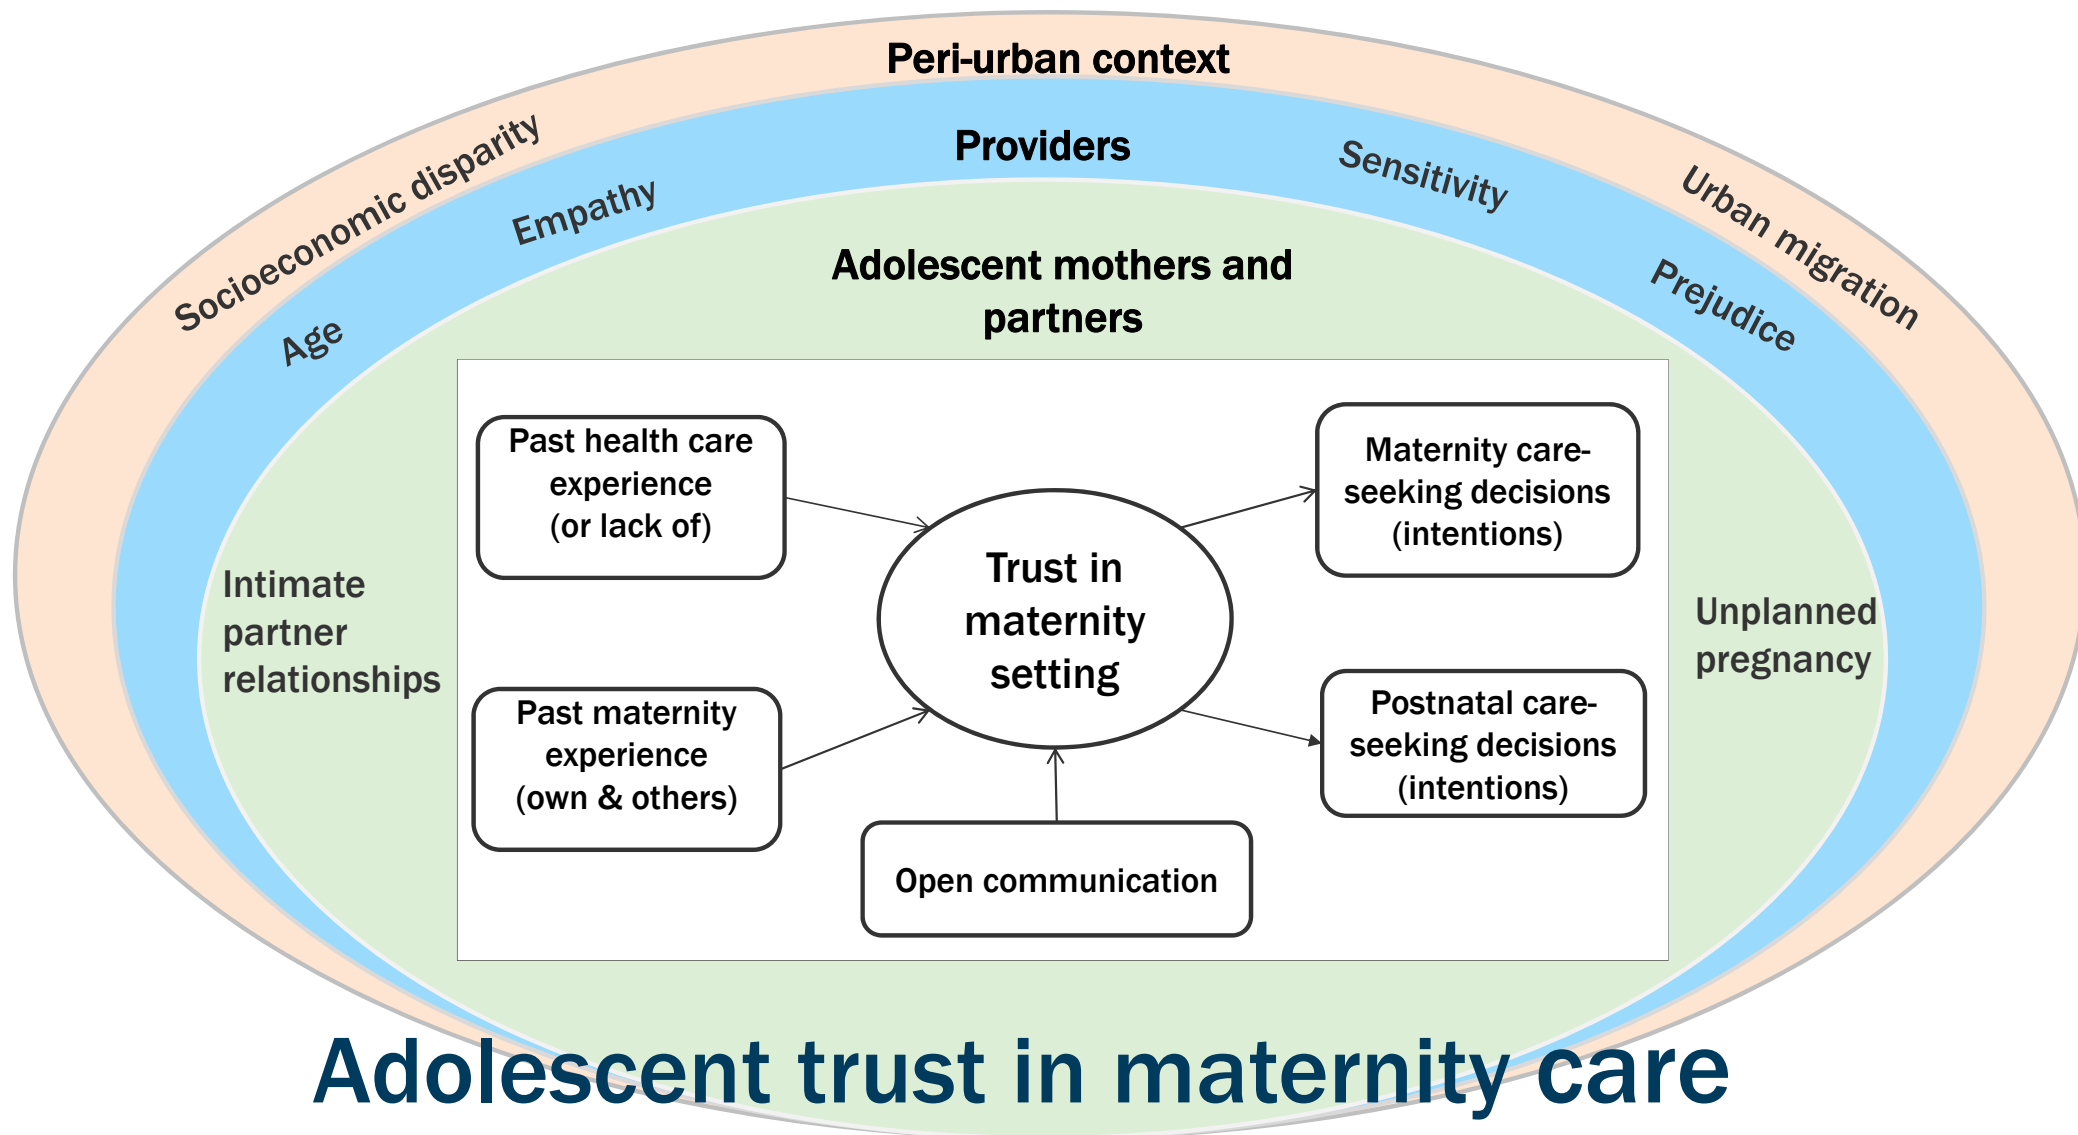 Peri-urban context
Socioeconomic disparity
Urban migration
Providers
Age
Empathy
Sensitivity
Prejudice
Adolescent mothers and
partners
Intimate
partner
relationships
Past health care
experience
(or lack of)
Past maternity
experience
(own & others)
Trust in
maternity
setting
Open communication
Maternity care-
seeking decisions
(intentions)
Postnatal care-
seeking decisions
(intentions)
Unplanned
pregnancy
Adolescent trust in maternity care